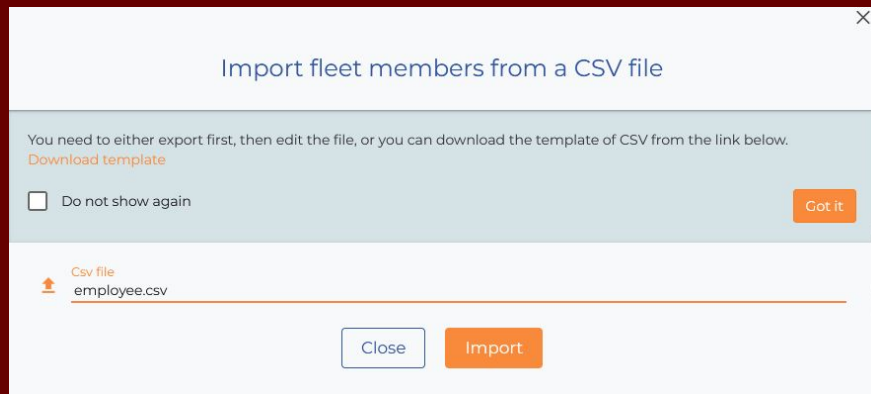 Import fleet members from a CSV file
You need to either export first, then edit the file, or you can download the template of CSV from the link below.
Download template
Do not show again
Got it
Csv file
employee.csv
Close
Import